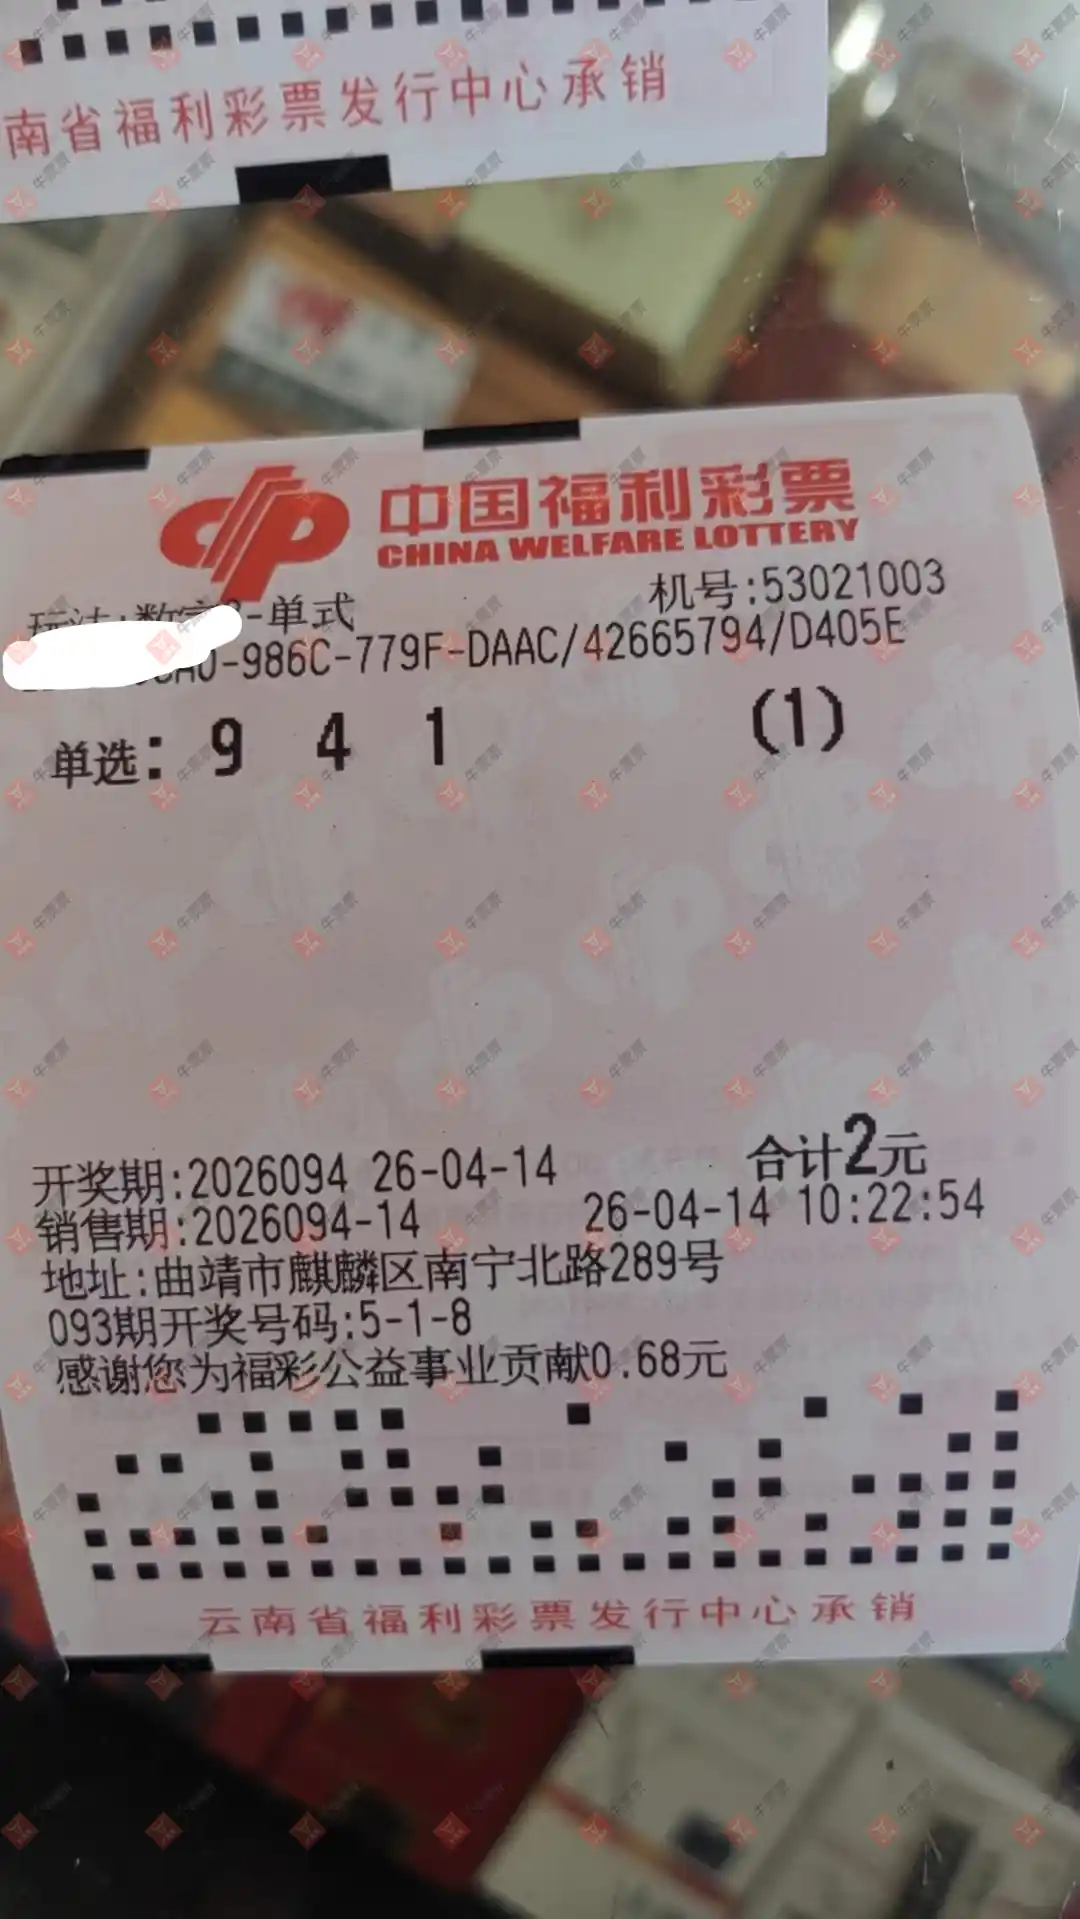 南省福利彩票发行中心承销
中国福利彩票
CHINA WELFARE LOTTERY
机号:53021003
-单式
0-986C-779F-DAAC/42665794/D405E
单选: 9 4 1 (1)
开奖期:2026094 26-04-14 合计2元
销售期:2026094-14 26-04-14 10:22:54
地址:曲靖市麒麟区南宁北路289号
093期开奖号码:5-1-8
感谢您为福彩公益事业贡献0.68元
云南省福利彩票发行中心承销
牛票票